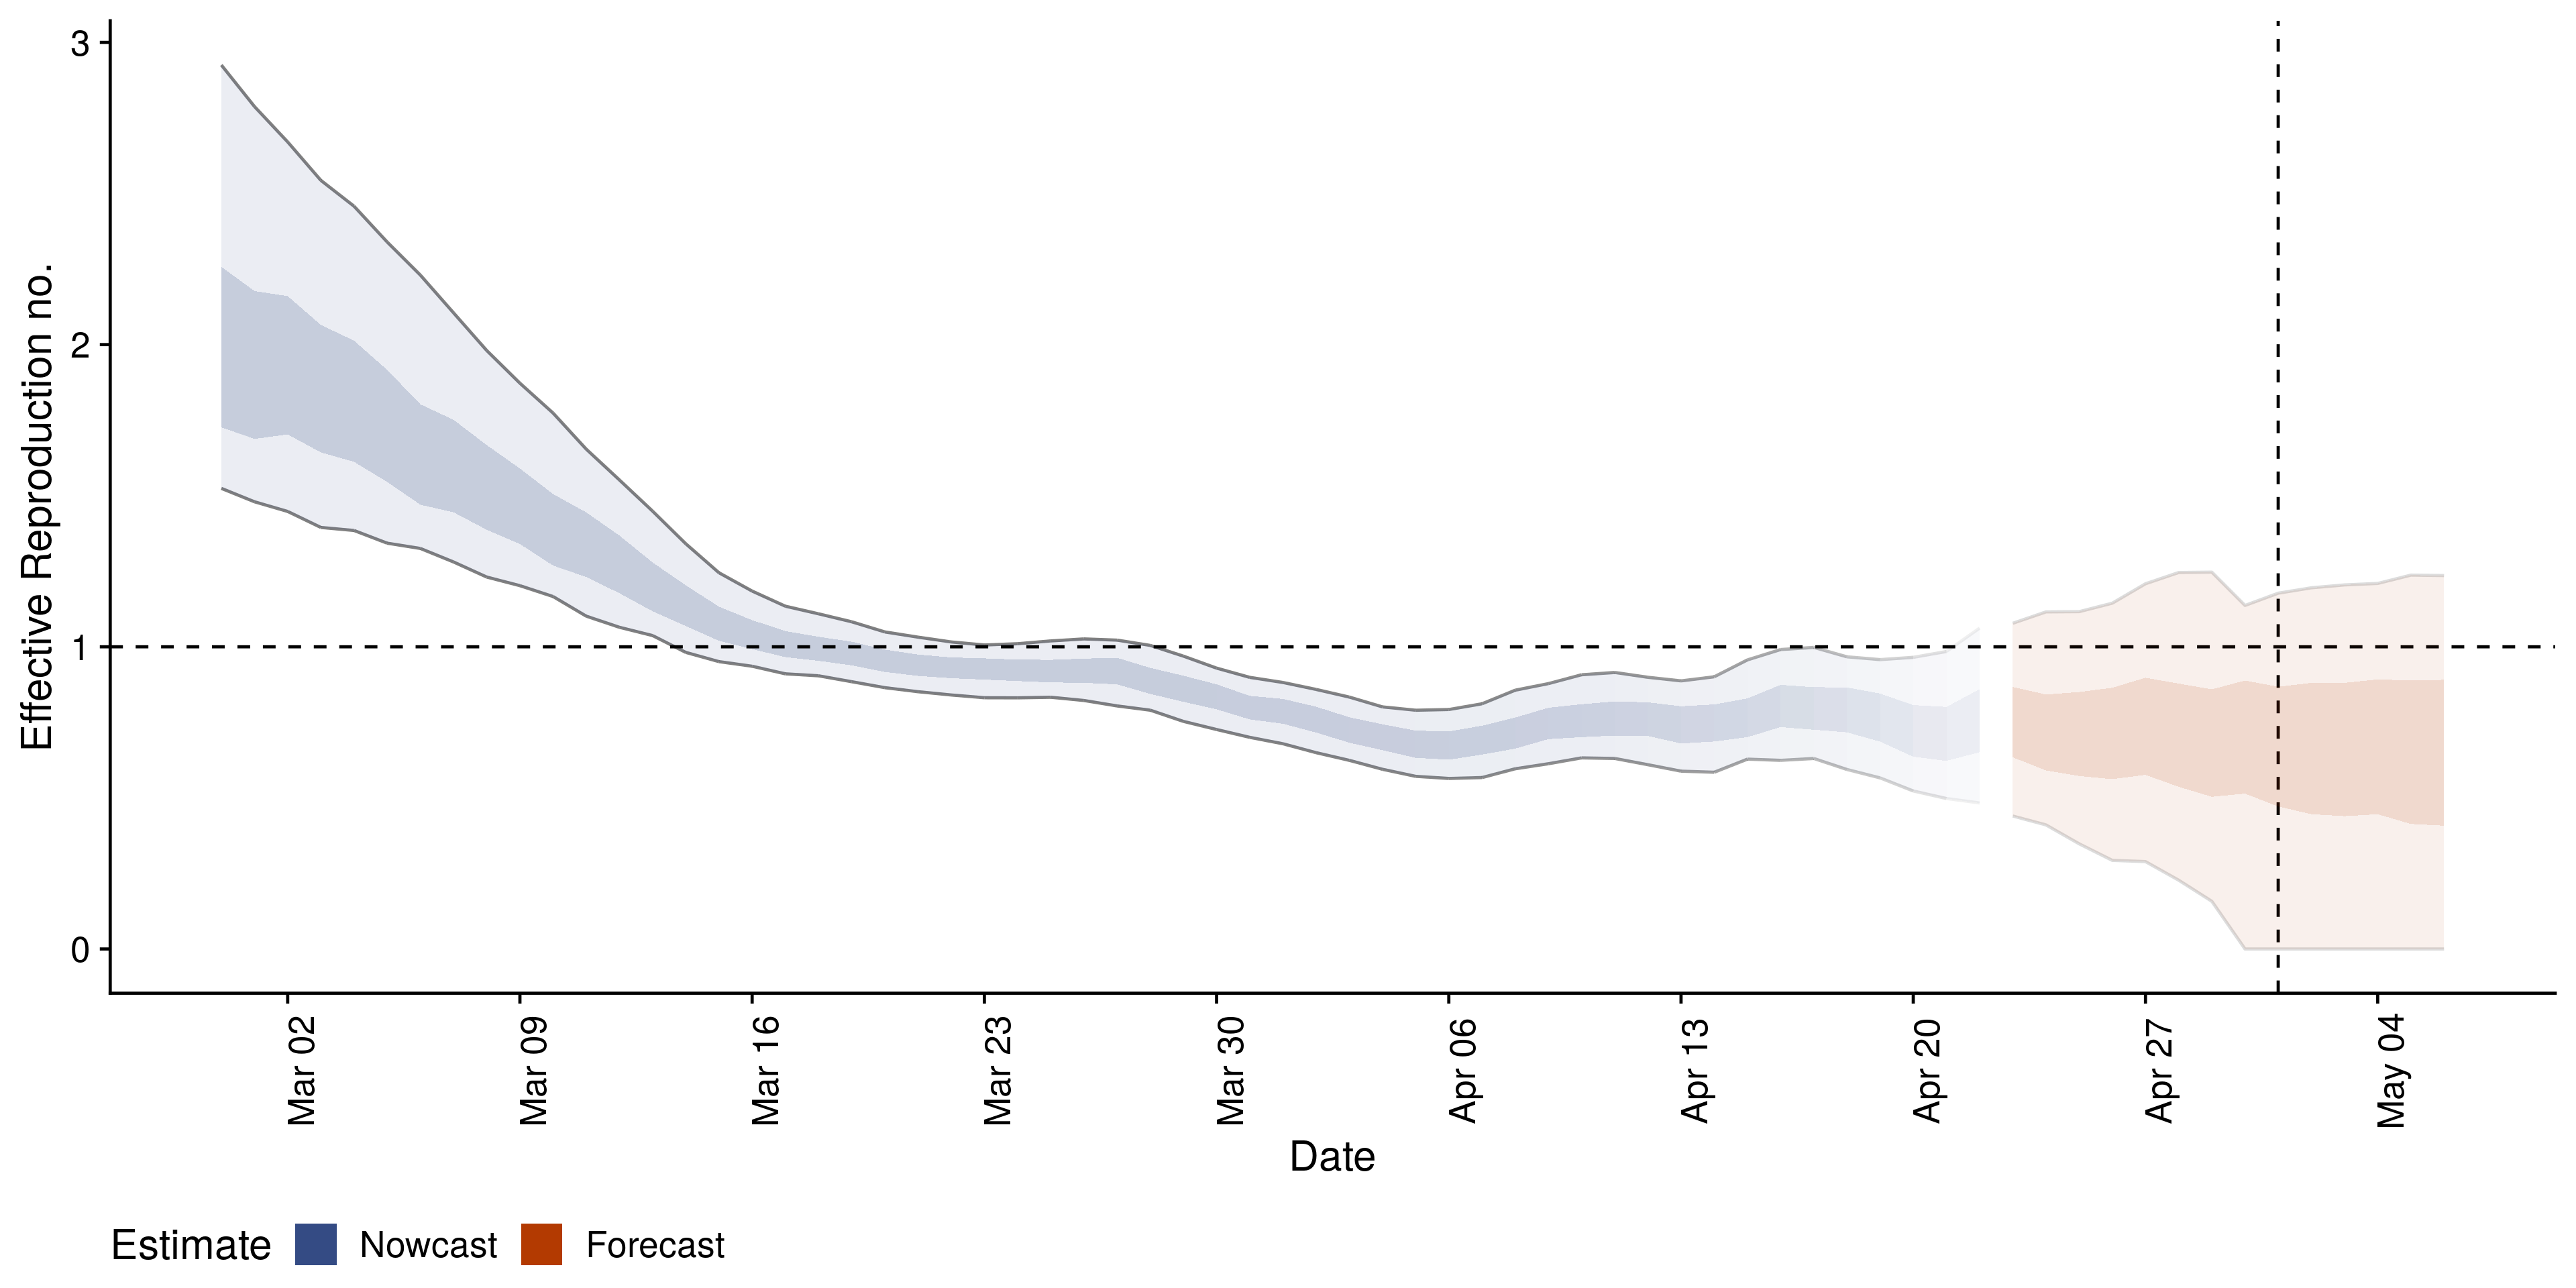 Effective Reproduction no.
3
2
1
0
Mar 02
Mar 09
Mar 16
Mar 23
Mar 30
Apr 06
Apr 13
Apr 20
Apr 27
May 04
Date
Estimate Nowcast Forecast